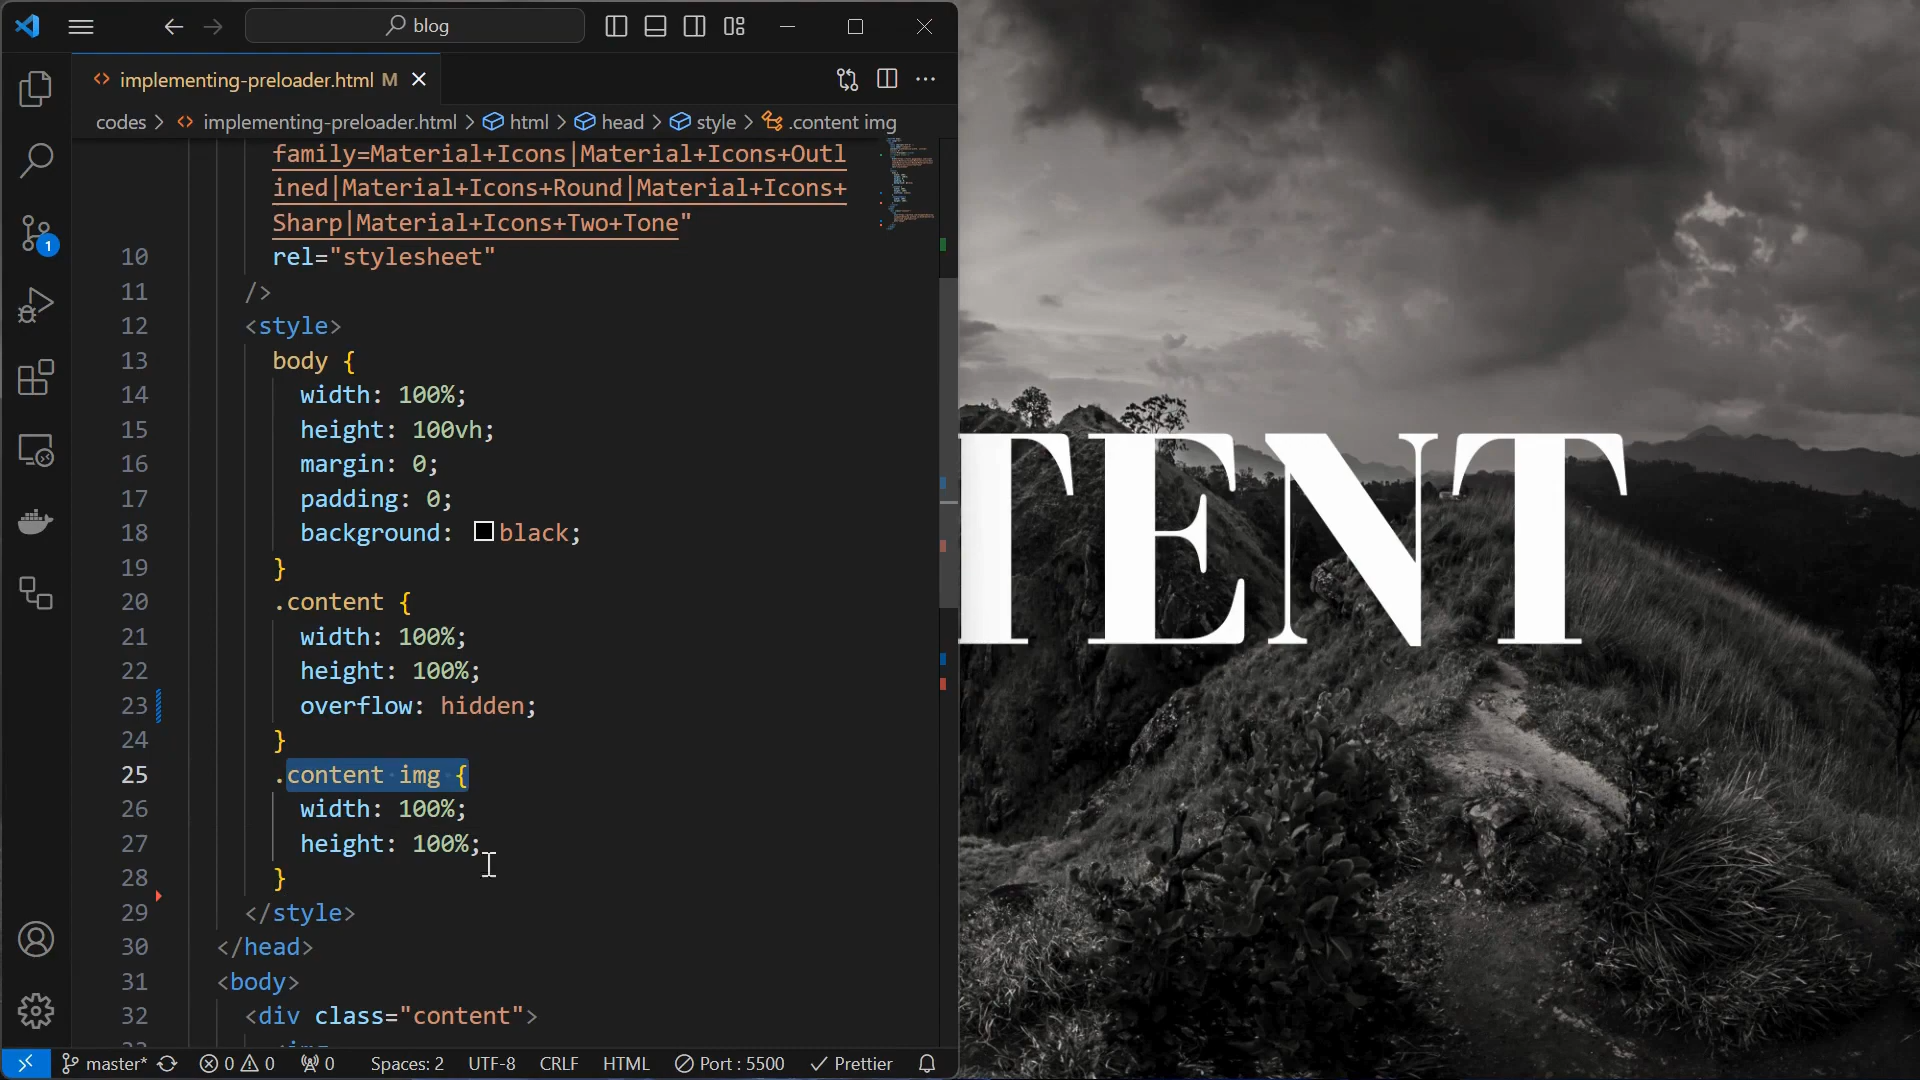 blog
implementing-preloader.html M
codes > implementing-preloader.html > html > head > style > .content img
family=Material+Icons|Material+Icons+Outl
ined|Material+Icons+Round|Material+Icons+
Sharp|Material+Icons+Two+Tone"
10 rel="stylesheet"
11 />
12 <style>
13 body {
14 width: 100%;
15 height: 100vh;
16 margin: 0;
17 padding: 0;
18 background: black;
19 }
20 .content {
21 width: 100%;
22 height: 100%;
23 overflow: hidden;
24 }
25 .content img {
26 width: 100%;
27 height: 100%;
28 }
29 </style>
30 </head>
31 <body>
32 <div class="content">
1
master* 0 0 0 Spaces: 2 UTF-8 CRLF HTML Port : 5500 Prettier
TENT